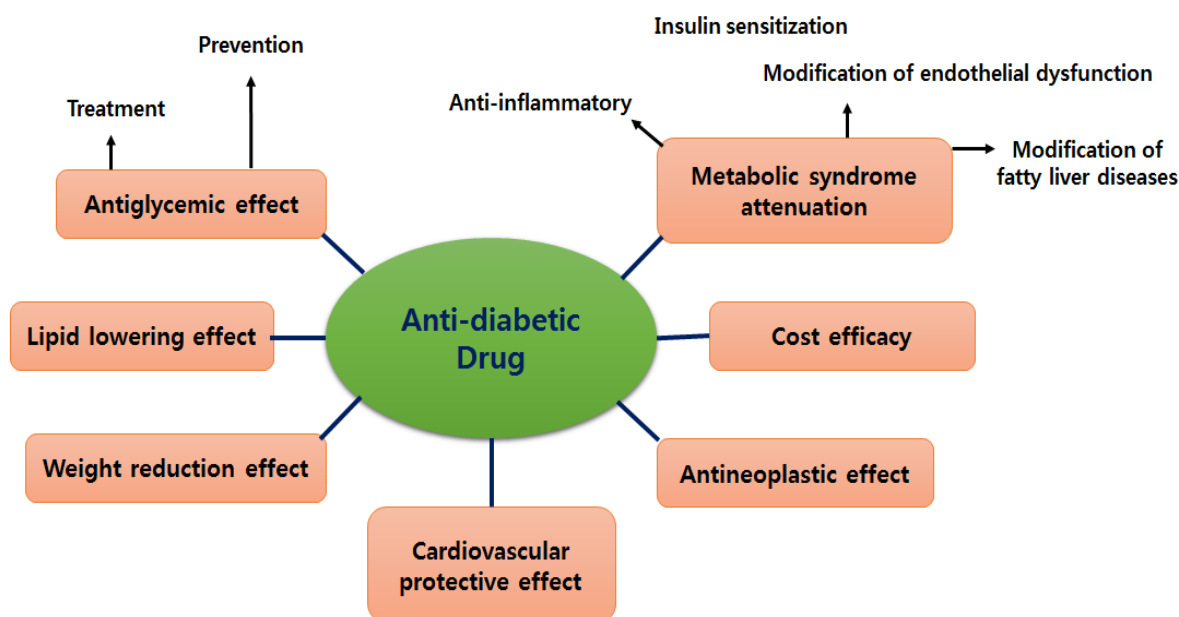 Prevention
Treatment
Antiglycemic effect
Insulin sensitization
Modification of endothelial dysfunction
Anti-inflammatory
Modification of
fatty liver diseases
Metabolic syndrome
attenuation
Anti-diabetic
Drug
Lipid lowering effect
Cost efficacy
Weight reduction effect
Antineoplastic effect
Cardiovascular
protective effect